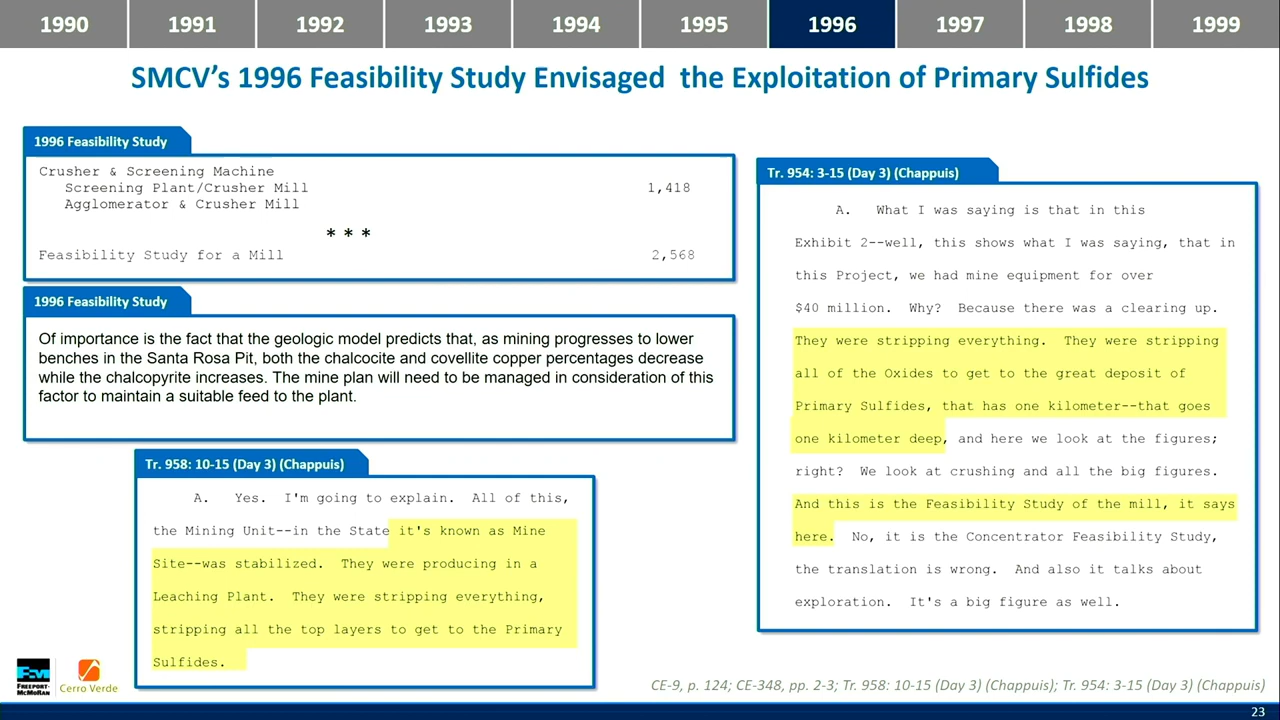 1990 1991 1992 1993 1994 1995 1996 1997 1998 1999
SMCV's 1996 Feasibility Study Envisaged the Exploitation of Primary Sulfides
1996 Feasibility Study
Crusher & Screening Machine
Screening Plant/Crusher Mill 1,418
Agglomerator & Crusher Mill
* * *
Feasibility Study for a Mill 2,568
1996 Feasibility Study
Of importance is the fact that the geologic model predicts that, as mining progresses to lower
benches in the Santa Rosa Pit, both the chalcocite and covellite copper percentages decrease
while the chalcopyrite increases. The mine plan will need to be managed in consideration of this
factor to maintain a suitable feed to the plant.
Tr. 958: 10-15 (Day 3) (Chappuis)
A. Yes. I'm going to explain. All of this,
the Mining Unit--in the State it's known as Mine
Site--was stabilized. They were producing in a
Leaching Plant. They were stripping everything,
stripping all the top layers to get to the Primary
Sulfides.
Tr. 954: 3-15 (Day 3) (Chappuis)
A. What I was saying is that in this
Exhibit 2--well, this shows what I was saying, that in
this Project, we had mine equipment for over
$40 million. Why? Because there was a clearing up.
They were stripping everything. They were stripping
all of the Oxides to get to the great deposit of
Primary Sulfides, that has one kilometer--that goes
one kilometer deep, and here we look at the figures;
right? We look at crushing and all the big figures.
And this is the Feasibility Study of the mill, it says
here. No, it is the Concentrator Feasibility Study,
the translation is wrong. And also it talks about
exploration. It's a big figure as well.
FREEPORT-McMoRAN
Cerro Verde
CE-9, p. 124; CE-348, pp. 2-3; Tr. 958: 10-15 (Day 3) (Chappuis); Tr. 954: 3-15 (Day 3) (Chappuis)
23